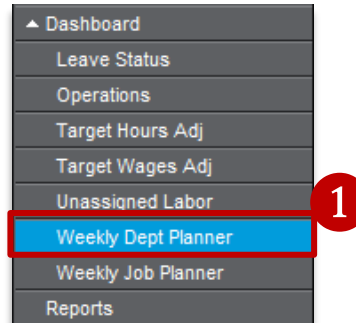 Dashboard
Leave Status
Operations
Target Hours Adj
Target Wages Adj
Unassigned Labor
1
Weekly Dept Planner
Weekly Job Planner
Reports